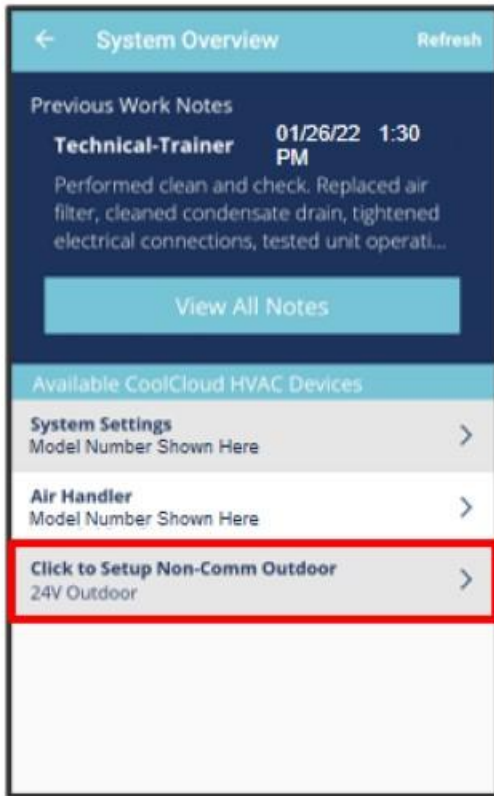 System Overview
Refresh
Previous Work Notes
Technical-Trainer
01/26/22 1:30
PM
Performed clean and check. Replaced air
filter, cleaned condensate drain, tightened
electrical connections, tested unit operati...
View All Notes
Available CoolCloud HVAC Devices
System Settings
Model Number Shown Here
Air Handler
Model Number Shown Here
Click to Setup Non-Comm Outdoor
24V Outdoor